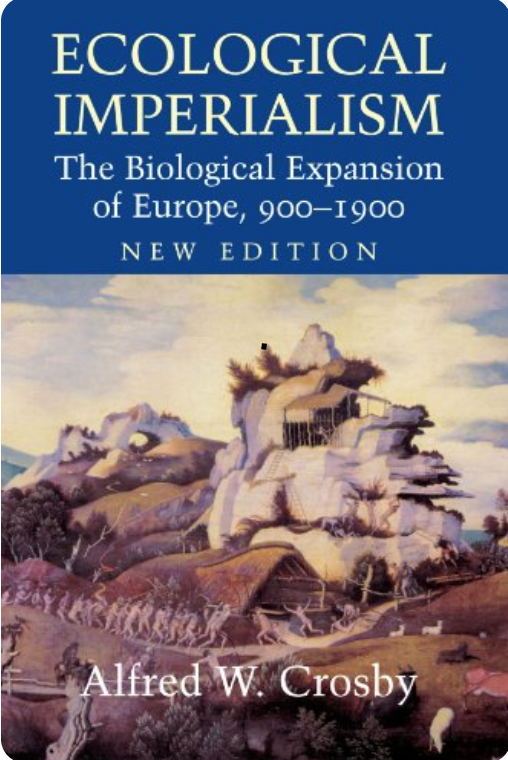 ECOLOGICAL
IMPERIALISM
The Biological Expansion
of Europe, 900–1900
NEW EDITION
Alfred W. Crosby